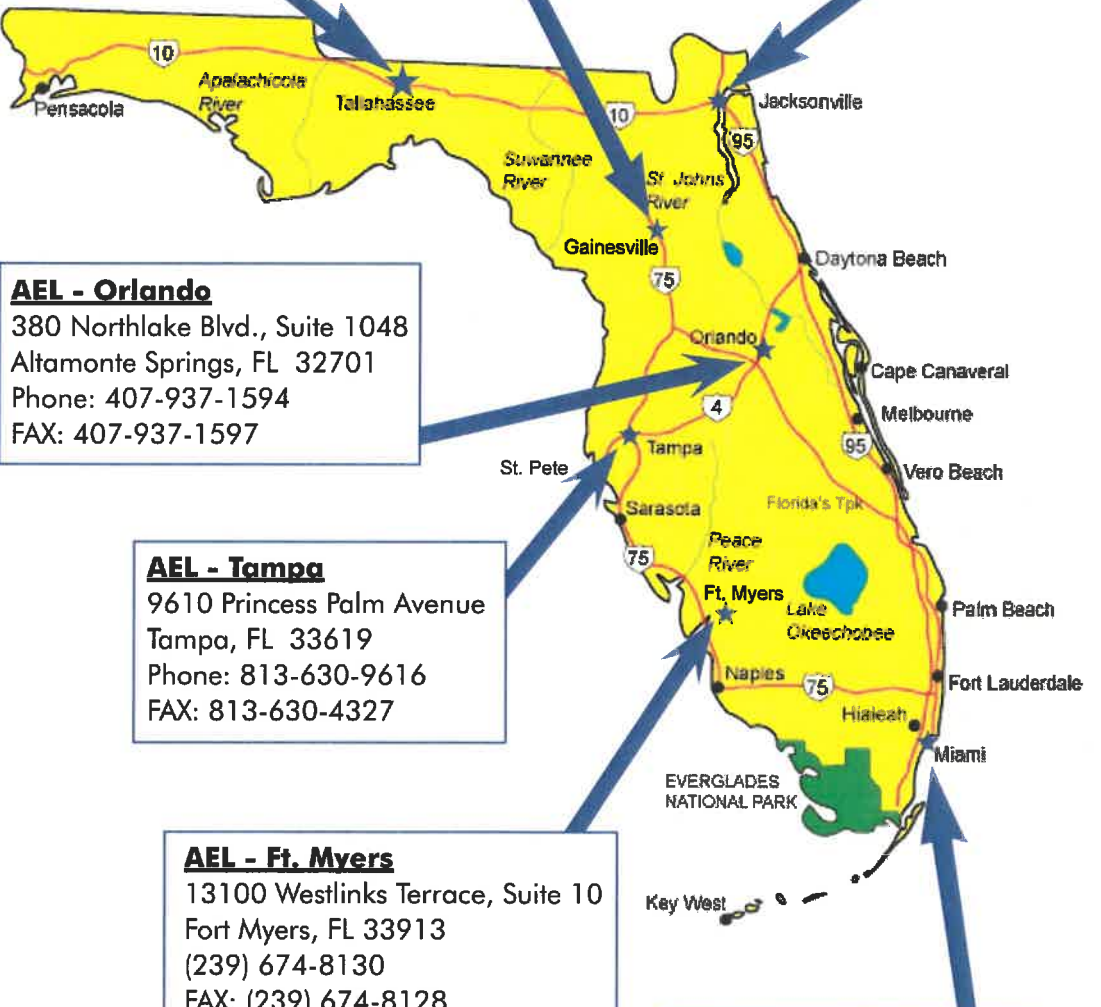 10
Apalachicola
River
Pensacola
Tallahassee
10
Jacksonville
95
Suwannee
River
St Johns
River
Gainesville
75
Daytona Beach
AEL - Orlando
380 Northlake Blvd., Suite 1048
Altamonte Springs, FL 32701
Phone: 407-937-1594
FAX: 407-937-1597
Orlando
Cape Canaveral
4
Melbourne
Tampa
95
St. Pete
Vero Beach
Sarasota
Florida's Tpk
75
Peace
River
AEL - Tampa
9610 Princess Palm Avenue
Tampa, FL 33619
Phone: 813-630-9616
FAX: 813-630-4327
Ft. Myers
Lake
Okeechobee
Palm Beach
Naples
75
Fort Lauderdale
Hialeah
Miami
EVERGLADES
NATIONAL PARK
AEL - Ft. Myers
13100 Westlinks Terrace, Suite 10
Fort Myers, FL 33913
(239) 674-8130
FAX: (239) 674-8128
Key West